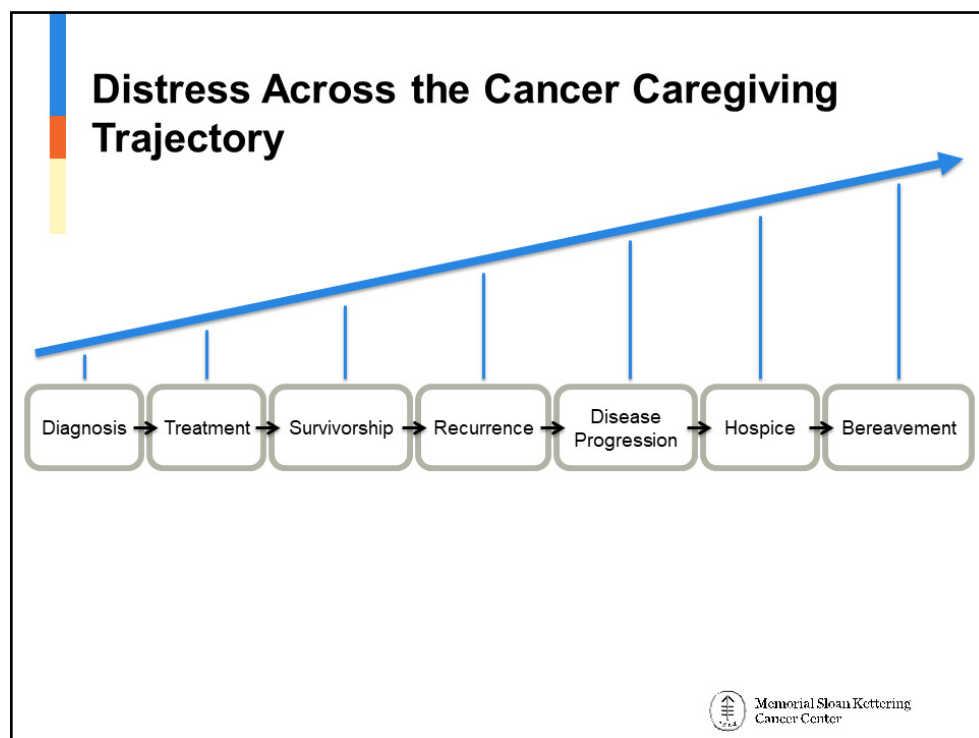 Distress Across the Cancer Caregiving
Trajectory
Diagnosis
Treatment
Survivorship
Recurrence
Disease
Progression
Hospice
Bereavement
Memorial Sloan Kettering
Cancer Center